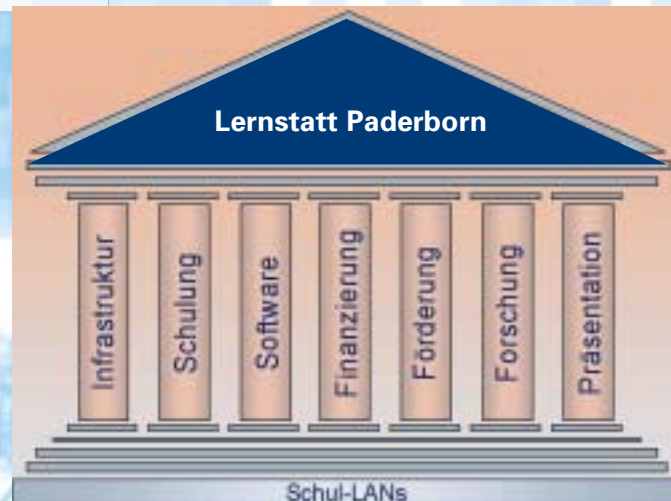 Lernstatt Paderborn
Infrastruktur
Schulung
Software
Finanzierung
Förderung
Forschung
Präsentation
Schul-LANs